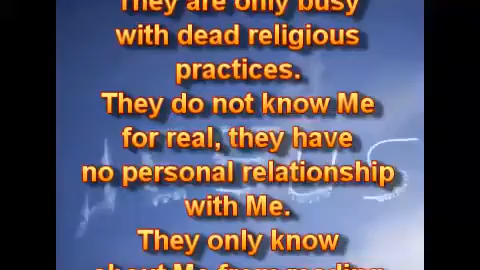 They are only busy
with dead religious
practices.
They do not know Me
for real, they have
no personal relationship
with Me.
They only know
about Me from reading
JESUS